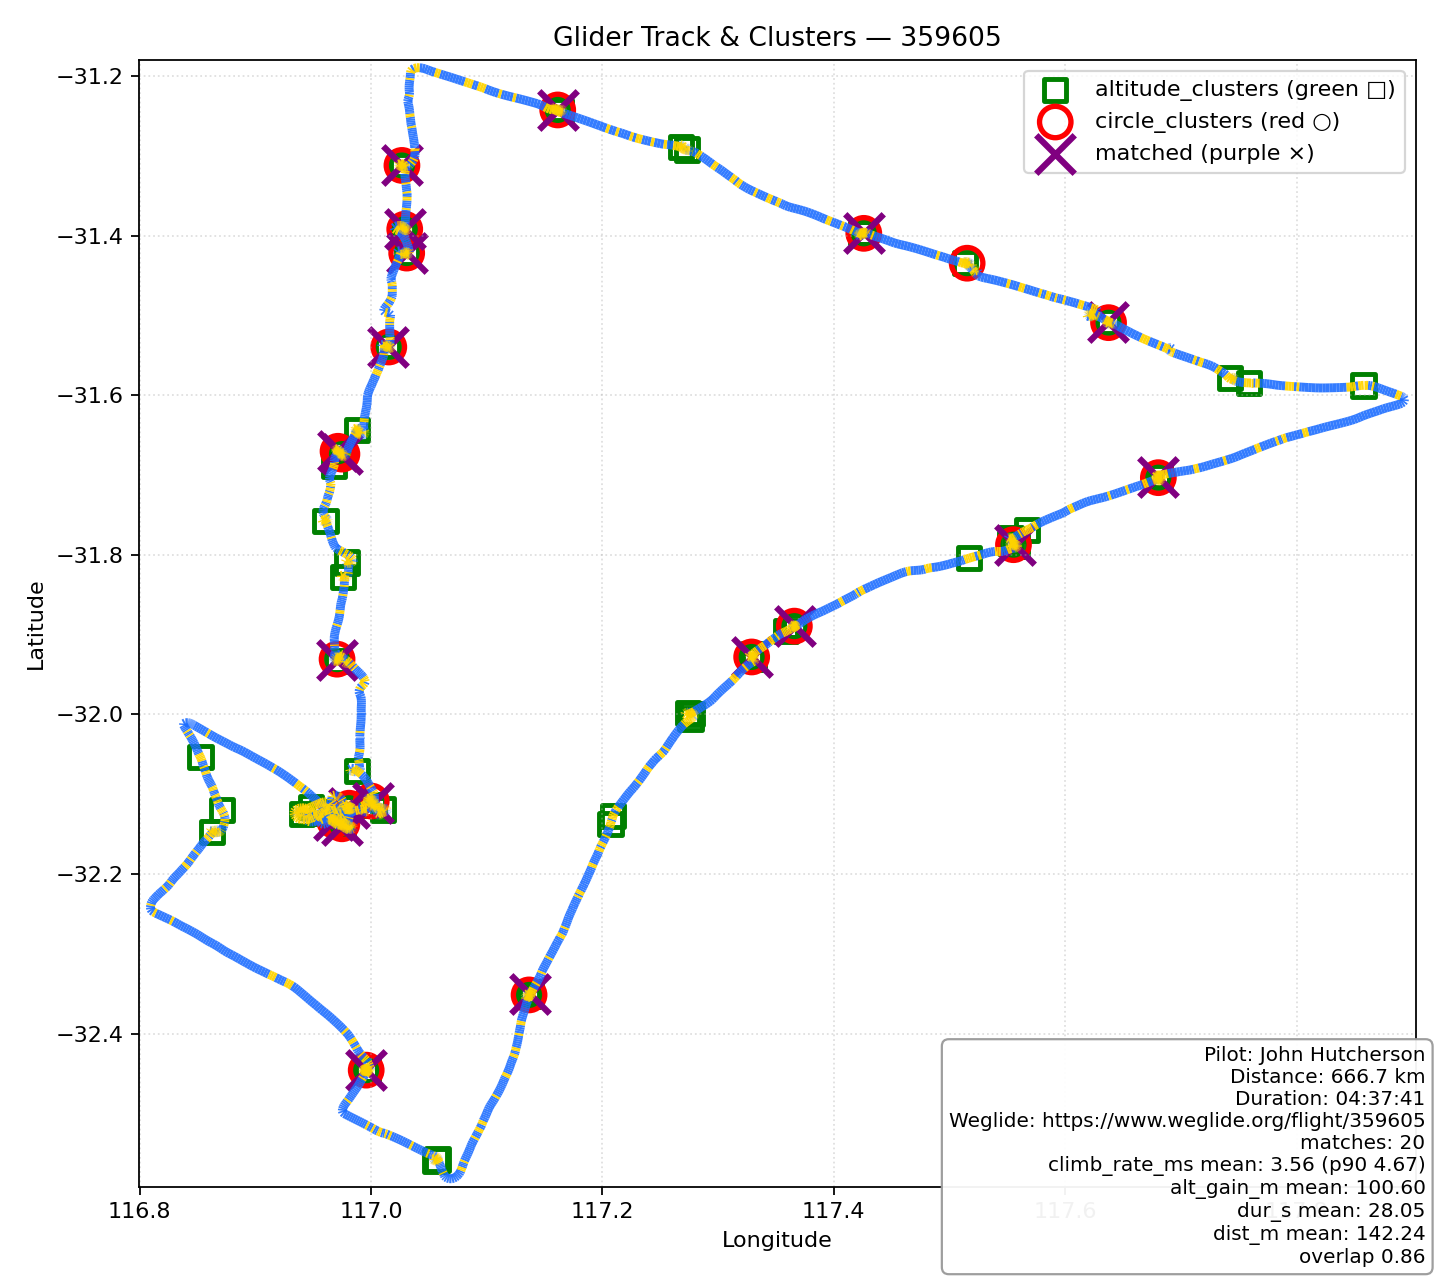 Glider Track & Clusters — 359605
altitude_clusters (green □)
circle_clusters (red ○)
matched (purple ×)
Latitude
−31.2
−31.4
−31.6
−31.8
−32.0
−32.2
−32.4
116.8
117.0
117.2
117.4
117.6
Longitude
Pilot: John Hutcherson
Distance: 666.7 km
Duration: 04:37:41
Weglide: https://www.weglide.org/flight/359605
matches: 20
climb_rate_ms mean: 3.56 (p90 4.67)
alt_gain_m mean: 100.60
dur_s mean: 28.05
dist_m mean: 142.24
overlap 0.86